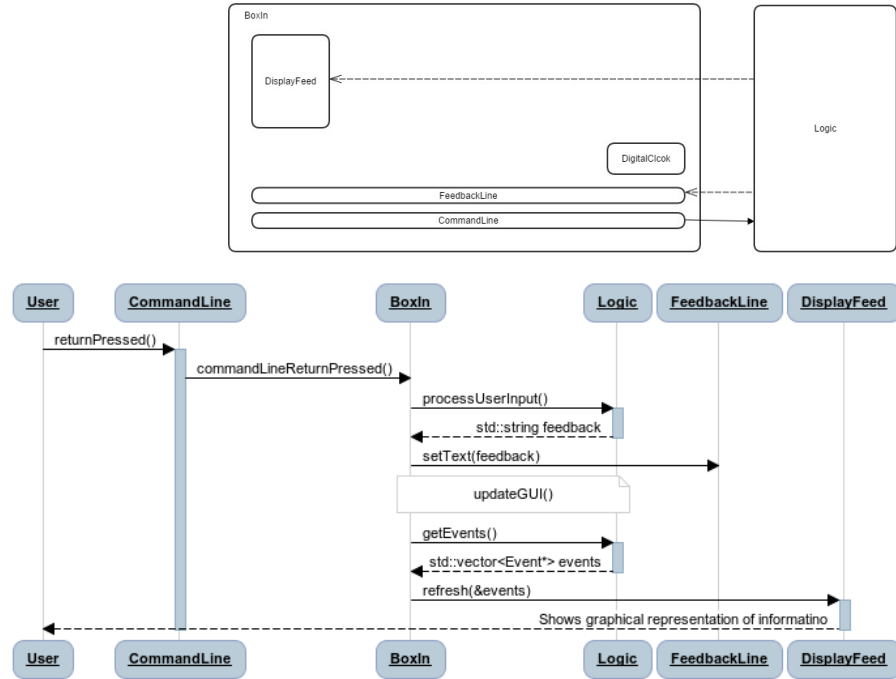 BoxIn
DisplayFeed
Logic
DigitalClcok
FeedbackLine
CommandLine
User
CommandLine
BoxIn
Logic
FeedbackLine
DisplayFeed
returnPressed()
commandLineReturnPressed()
processUserInput()
std::string feedback
setText(feedback)
updateGUI()
getEvents()
std::vector<Event*> events
refresh(&events)
Shows graphical representation of informatino
User
CommandLine
BoxIn
Logic
FeedbackLine
DisplayFeed